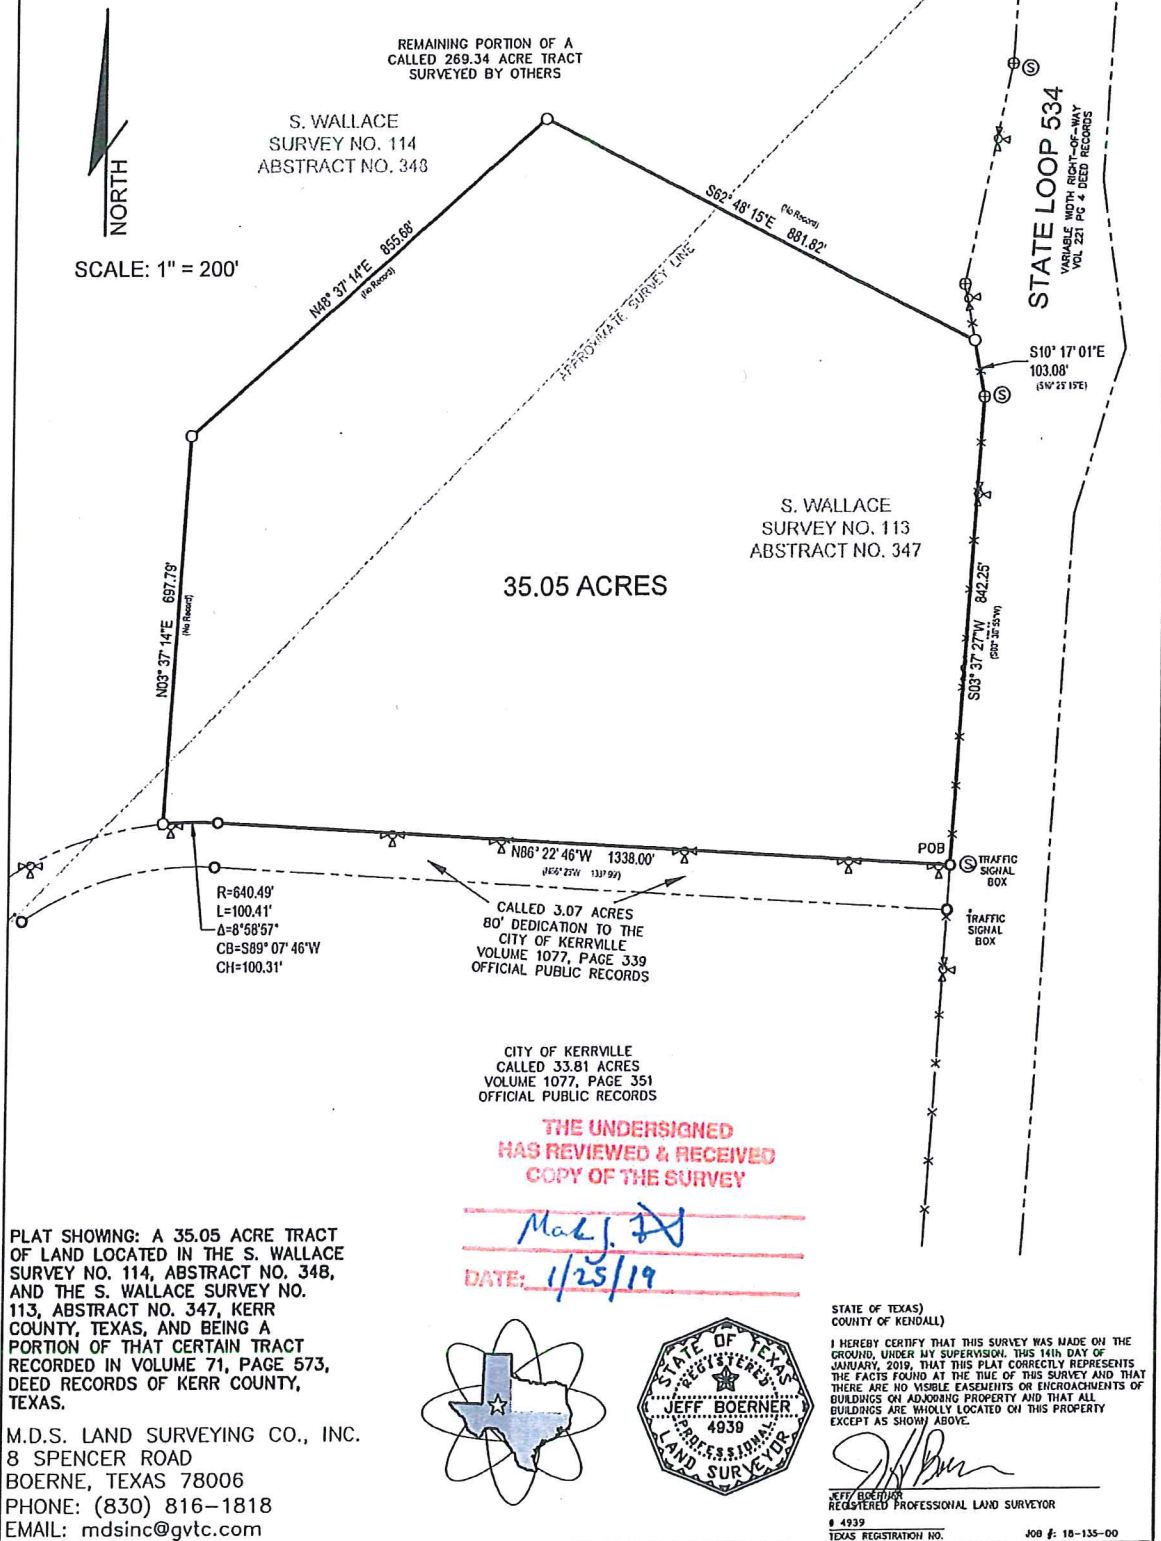 REMAINING PORTION OF A
CALLED 269.34 ACRE TRACT
SURVEYED BY OTHERS
S. WALLACE
SURVEY NO. 114
ABSTRACT NO. 348
NORTH
SCALE: 1" = 200'
N48° 37' 14"E 855.68'
(No Record)
S62° 48' 15"E 881.82'
(No Record)
APPROXIMATE SURVEY LINE
STATE LOOP 534
VARIABLE WIDTH RIGHT-OF-WAY
VOL 221 PG 4 DEED RECORDS
S
S10° 17' 01"E
103.08'
(S10° 25' 15"E)
S
S. WALLACE
SURVEY NO. 113
ABSTRACT NO. 347
35.05 ACRES
N03° 37' 14"E 697.79'
(No Record)
S03° 37' 27"W 842.25'
POB
S
TRAFFIC
SIGNAL
BOX
N86° 22' 46"W 1338.00'
TRAFFIC
SIGNAL
BOX
R=640.49'
L=100.41'
Δ=8°58'57"
CB=S89° 07' 46"W
CH=100.31'
CALLED 3.07 ACRES
80' DEDICATION TO THE
CITY OF KERRVILLE
VOLUME 1077, PAGE 339
OFFICIAL PUBLIC RECORDS
CITY OF KERRVILLE
CALLED 33.81 ACRES
VOLUME 1077, PAGE 351
OFFICIAL PUBLIC RECORDS
THE UNDERSIGNED
HAS REVIEWED & RECEIVED
COPY OF THE SURVEY
DATE: 1/25/19
PLAT SHOWING: A 35.05 ACRE TRACT
OF LAND LOCATED IN THE S. WALLACE
SURVEY NO. 114, ABSTRACT NO. 348,
AND THE S. WALLACE SURVEY NO.
113, ABSTRACT NO. 347, KERR
COUNTY, TEXAS, AND BEING A
PORTION OF THAT CERTAIN TRACT
RECORDED IN VOLUME 71, PAGE 573,
DEED RECORDS OF KERR COUNTY,
TEXAS.
M.D.S. LAND SURVEYING CO., INC.
8 SPENCER ROAD
BOERNE, TEXAS 78006
PHONE: (830) 816-1818
EMAIL: mdsinc@gvtc.com
STATE OF TEXAS
REGISTERED
JEFF BOERNER
4939
PROFESSIONAL
LAND SURVEYOR
STATE OF TEXAS)
COUNTY OF KENDALL)
I HEREBY CERTIFY THAT THIS SURVEY WAS MADE ON THE
GROUND, UNDER MY SUPERVISION. THIS 14th DAY OF
JANUARY, 2019, THAT THIS PLAT CORRECTLY REPRESENTS
THE FACTS FOUND AT THE TIME OF THIS SURVEY AND THAT
THERE ARE NO VISIBLE EASEMENTS OR ENCROACHMENTS OF
BUILDINGS ON ADJOINING PROPERTY AND THAT ALL
BUILDINGS ARE WHOLLY LOCATED ON THIS PROPERTY
EXCEPT AS SHOWN ABOVE.
JEFF BOERNER
REGISTERED PROFESSIONAL LAND SURVEYOR
# 4939
TEXAS REGISTRATION NO.
JOB #: 18-135-00